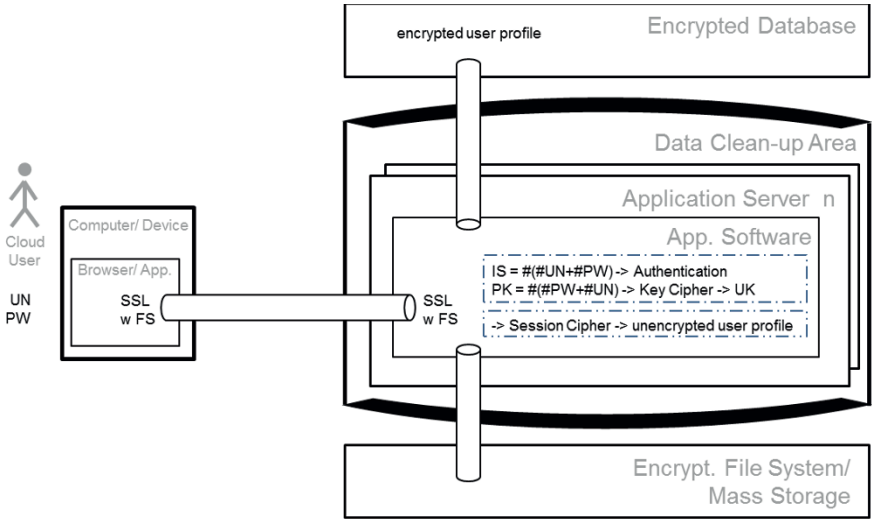 encrypted user profile
Encrypted Database
Data Clean-up Area
Application Server n
App. Software
Cloud
User
UN
PW
Computer/ Device
Browser/ App.
SSL
w FS
SSL
w FS
IS = #(#UN+#PW) -> Authentication
PK = #(#PW+#UN) -> Key Cipher -> UK
-> Session Cipher -> unencrypted user profile
Encrypt. File System/
Mass Storage